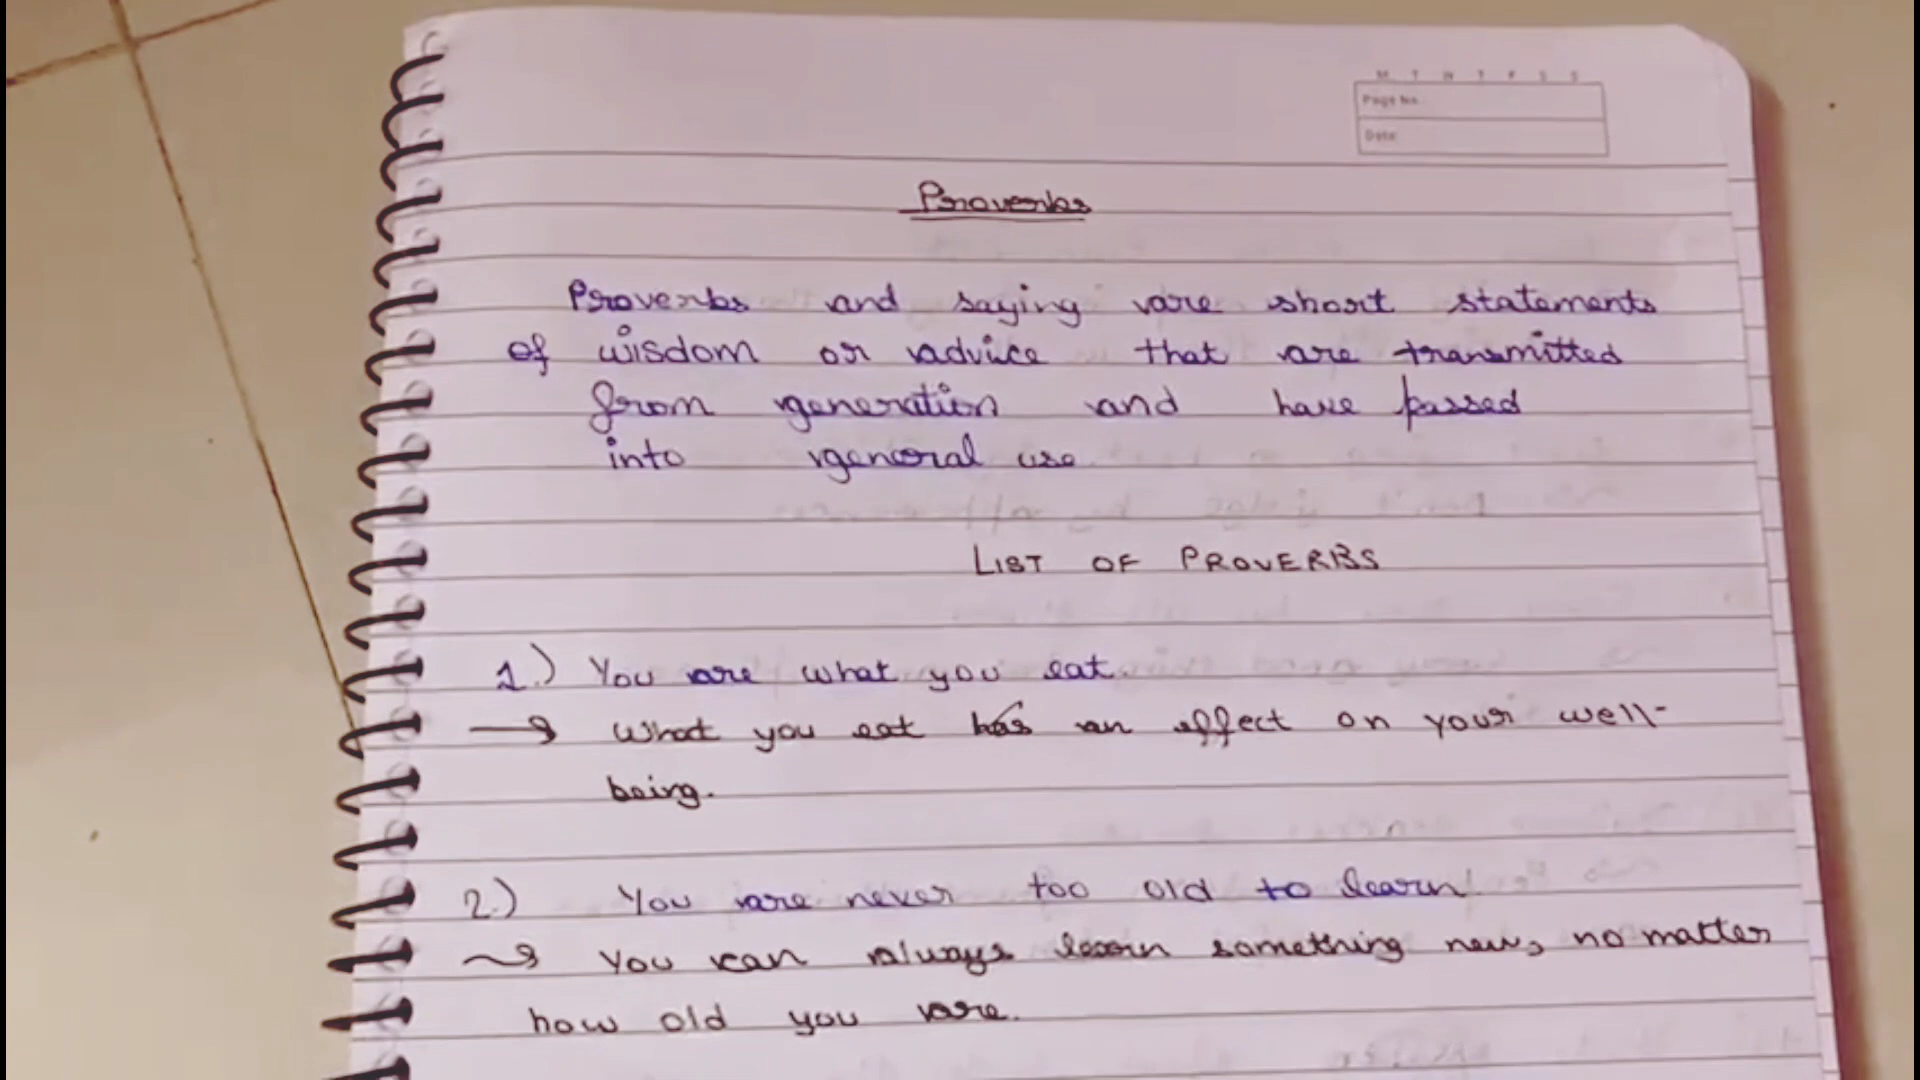 M T W T F S S
Page No.
Date
Proverbs
Proverbs and saying are short statements
of wisdom or advice that are transmitted
from generation and have passed
into general use
LIST OF PROVERBS
1.) You are what you eat.
→ What you eat has an effect on your well-
being.
2.) You are never too old to learn
→ You can always learn something new, no matter
how old you are.